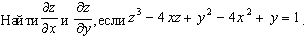 Найти ∂z/∂x и ∂z/∂y, если z³ − 4xz + y² − 4x² + y = 1.